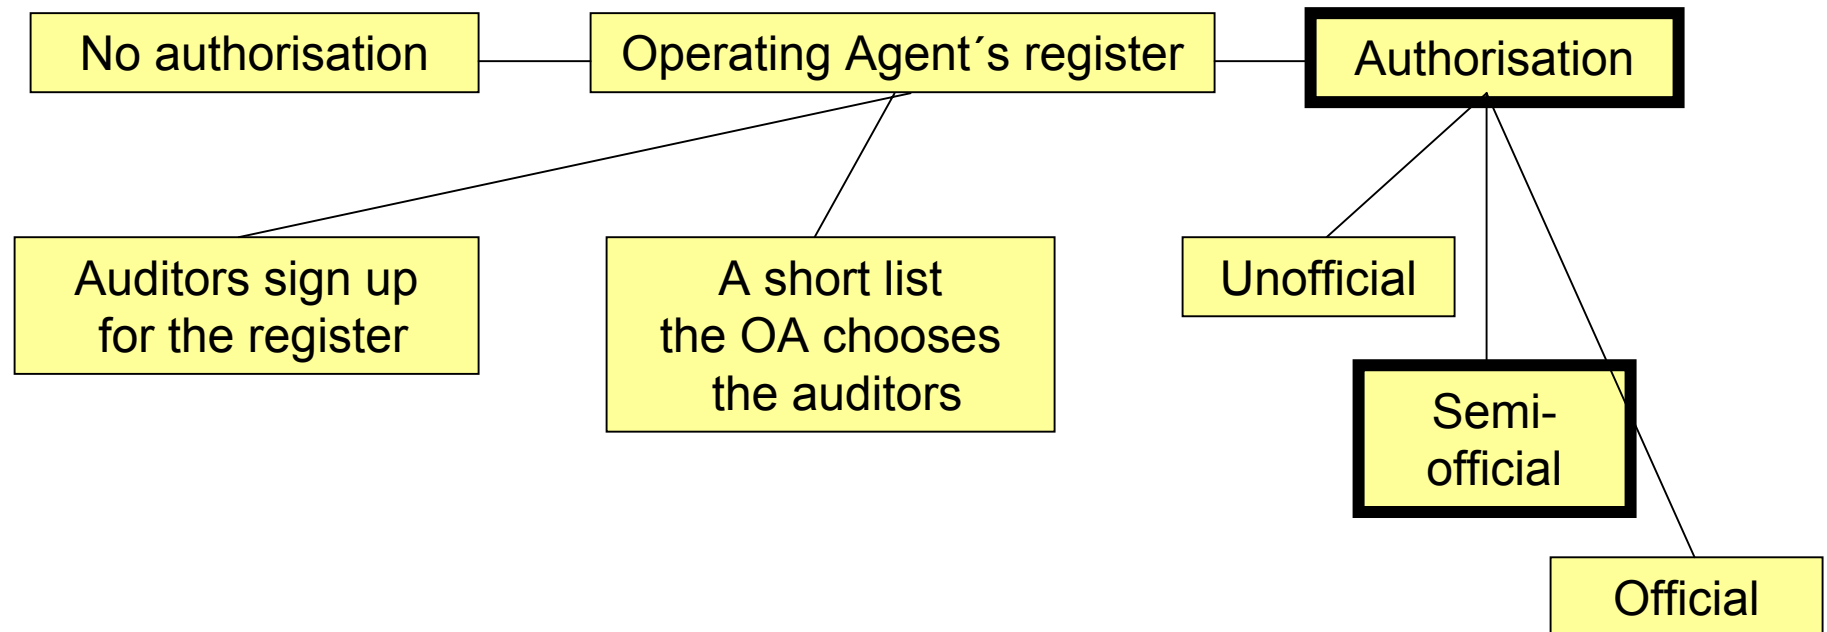 No authorisation
Operating Agent´s register
Authorisation
Auditors sign up
for the register
A short list
the OA chooses
the auditors
Unofficial
Semi-
official
Official